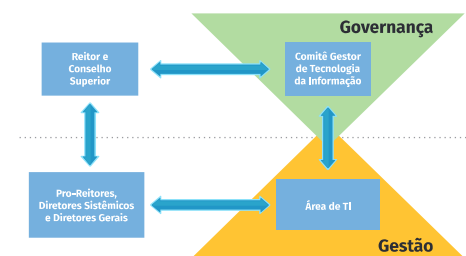 Governança
Reitor e
Conselho
Superior
Comitê Gestor
de Tecnologia
da Informação
Pro-Reitores,
Diretores Sistêmicos
e Diretores Gerais
Área de TI
Gestão